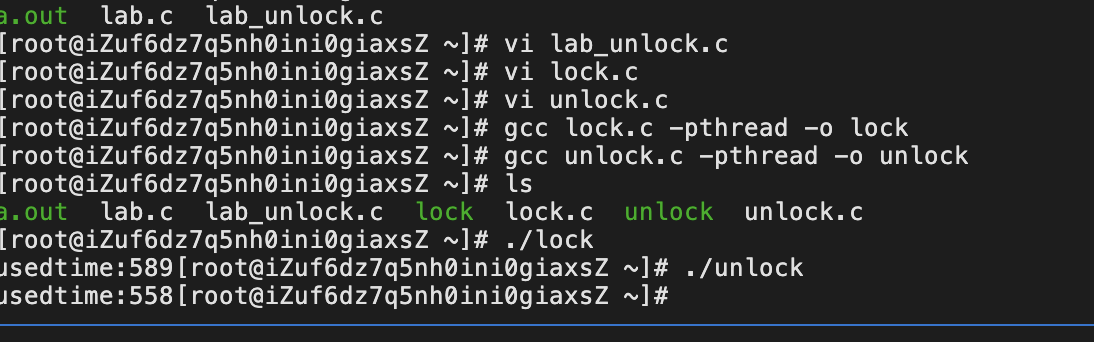 a.out  lab.c  lab_unlock.c
[root@iZuf6dz7q5nh0ini0giaxsZ ~]# vi lab_unlock.c
[root@iZuf6dz7q5nh0ini0giaxsZ ~]# vi lock.c
[root@iZuf6dz7q5nh0ini0giaxsZ ~]# vi unlock.c
[root@iZuf6dz7q5nh0ini0giaxsZ ~]# gcc lock.c -pthread -o lock
[root@iZuf6dz7q5nh0ini0giaxsZ ~]# gcc unlock.c -pthread -o unlock
[root@iZuf6dz7q5nh0ini0giaxsZ ~]# ls
a.out  lab.c  lab_unlock.c  lock  lock.c  unlock  unlock.c
[root@iZuf6dz7q5nh0ini0giaxsZ ~]# ./lock
usedtime:589[root@iZuf6dz7q5nh0ini0giaxsZ ~]# ./unlock
usedtime:558[root@iZuf6dz7q5nh0ini0giaxsZ ~]#